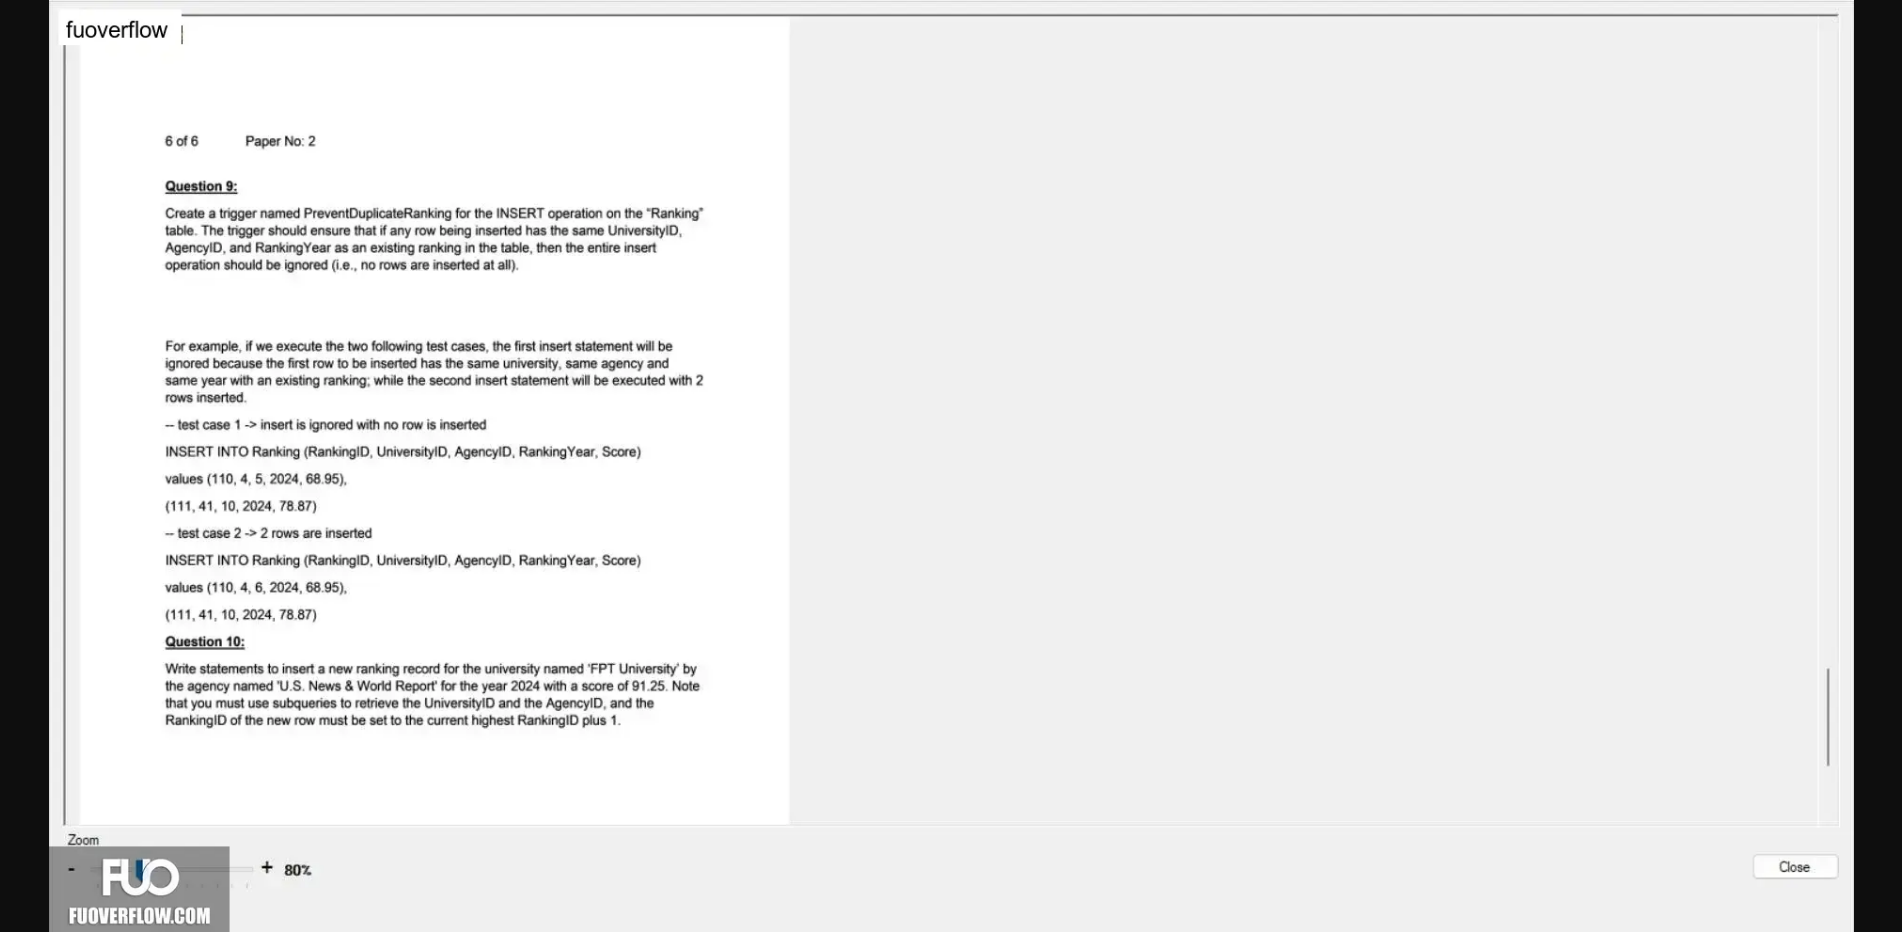 fuoverflow
6 of 6 Paper No: 2
Question 9:
Create a trigger named PreventDuplicateRanking for the INSERT operation on the “Ranking”
table. The trigger should ensure that if any row being inserted has the same UniversityID,
AgencyID, and RankingYear as an existing ranking in the table, then the entire insert
operation should be ignored (i.e., no rows are inserted at all).
For example, if we execute the two following test cases, the first insert statement will be
ignored because the first row to be inserted has the same university, same agency and
same year with an existing ranking; while the second insert statement will be executed with 2
rows inserted.
-- test case 1 -> insert is ignored with no row is inserted
INSERT INTO Ranking (RankingID, UniversityID, AgencyID, RankingYear, Score)
values (110, 4, 5, 2024, 68.95),
(111, 41, 10, 2024, 78.87)
-- test case 2 -> 2 rows are inserted
INSERT INTO Ranking (RankingID, UniversityID, AgencyID, RankingYear, Score)
values (110, 4, 6, 2024, 68.95),
(111, 41, 10, 2024, 78.87)
Question 10:
Write statements to insert a new ranking record for the university named ‘FPT University’ by
the agency named 'U.S. News & World Report' for the year 2024 with a score of 91.25. Note
that you must use subqueries to retrieve the UniversityID and the AgencyID, and the
RankingID of the new row must be set to the current highest RankingID plus 1.
Zoom
- + 80%
Close
FUO
FUOVERFLOW.COM